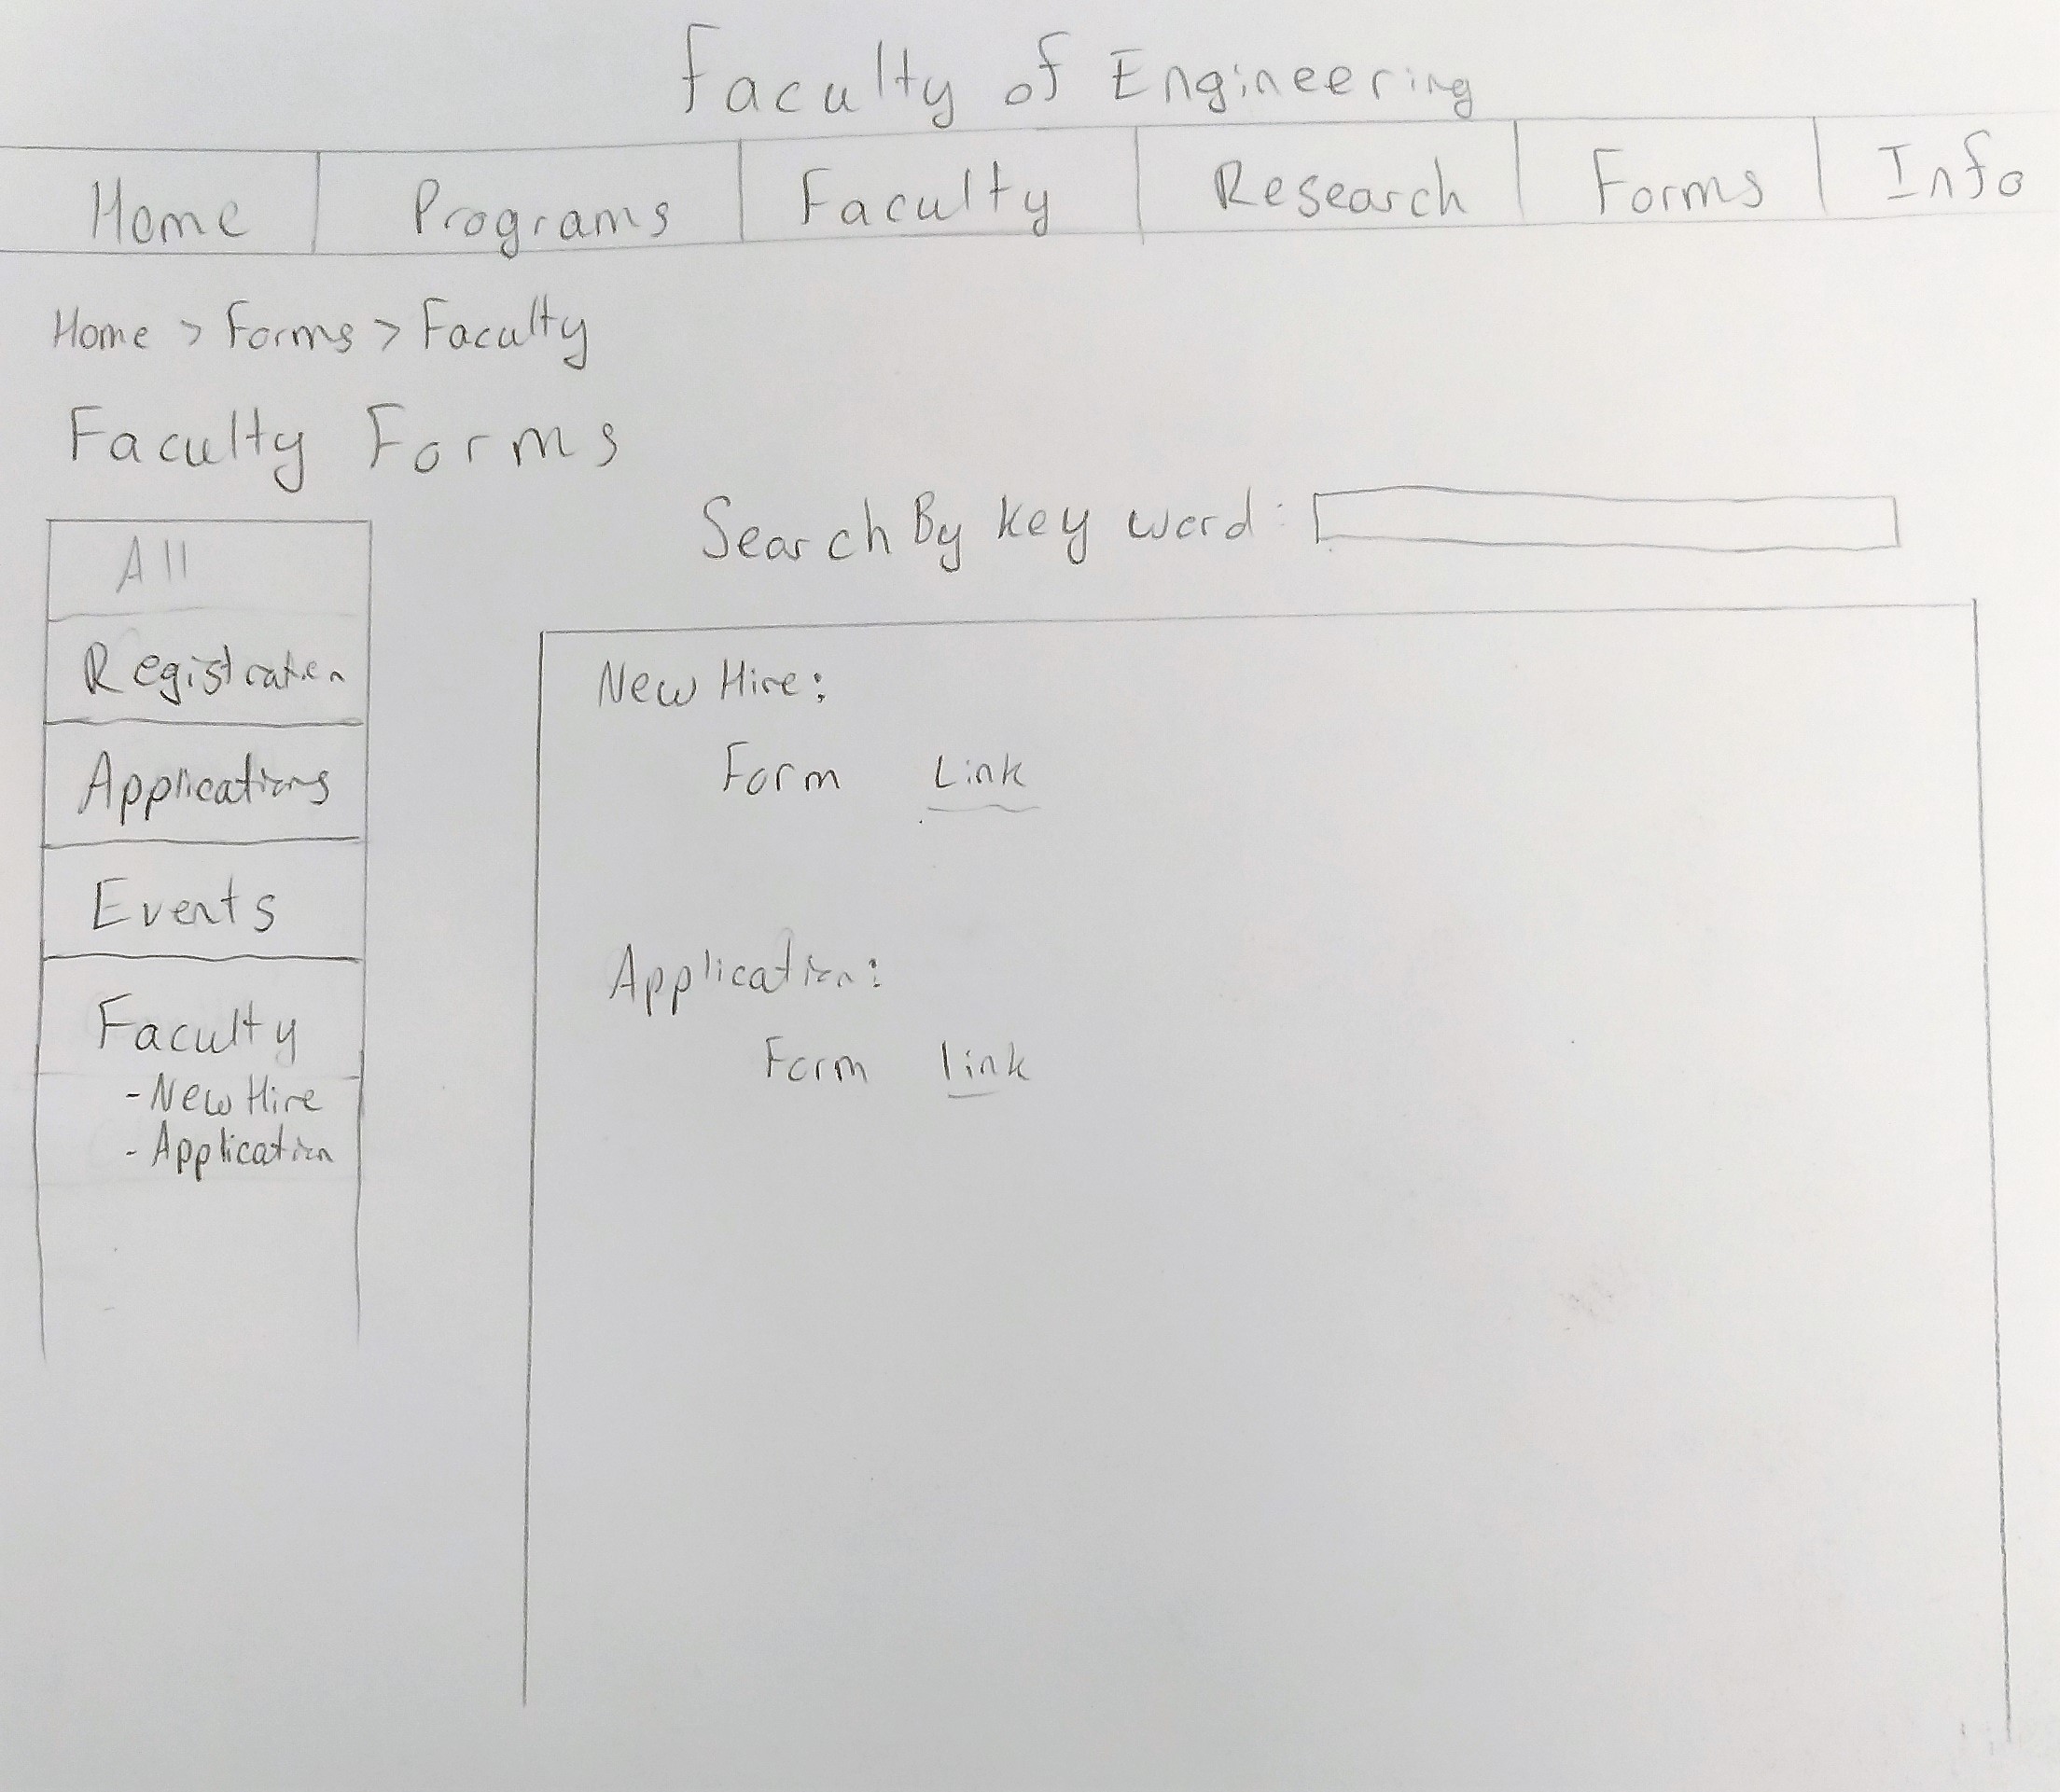 Faculty of Engineering
Home Programs Faculty Research Forms Info
Home > Forms > Faculty
Faculty Forms
Search By key word:
All
Registration
Applications
Events
Faculty
- New Hire
- Application
New Hire:
Form Link
Application:
Form link